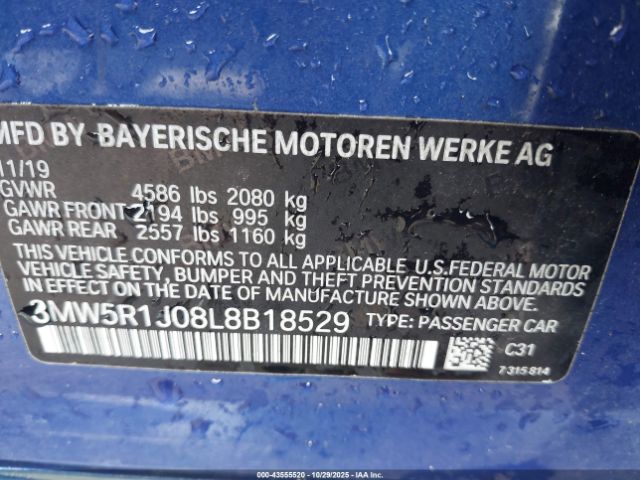 MFD BY BAYERISCHE MOTOREN WERKE AG
11/19
GVWR 4586 lbs 2080 kg
GAWR FRONT 2194 lbs 995 kg
GAWR REAR 2557 lbs 1160 kg
THIS VEHICLE CONFORMS TO ALL APPLICABLE U.S.FEDERAL MOTOR
VEHICLE SAFETY, BUMPER AND THEFT PREVENTION STANDARDS
IN EFFECT ON THE DATE OF MANUFACTURE SHOWN ABOVE.
3MW5R1J08L8B18529 TYPE: PASSENGER CAR
C31
7 315 814
000-43555520 | 10/29/2025 | COPART IAAI